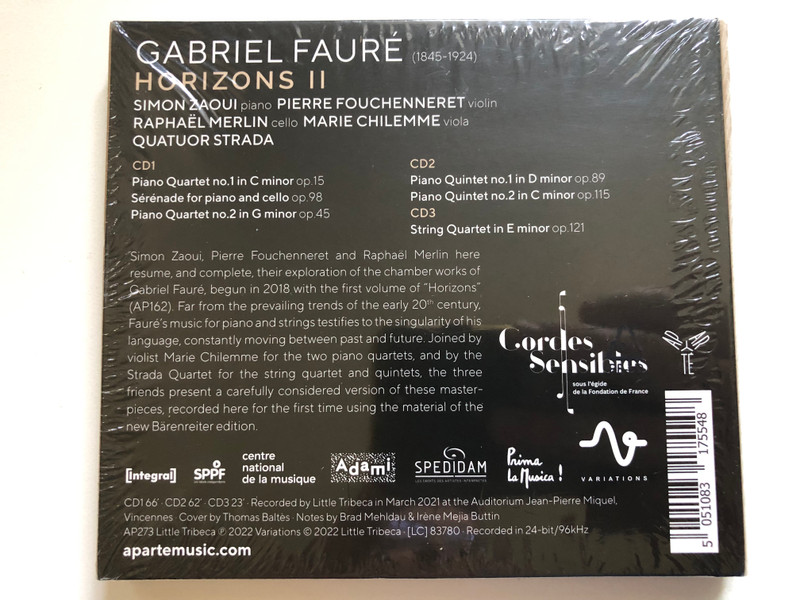 GABRIEL FAURÉ (1845-1924)
HORIZONS II
SIMON ZAOUI piano PIERRE FOUCHENNERET violin
RAPHAËL MERLIN cello MARIE CHILEMME viola
QUATUOR STRADA
CD1
Piano Quartet no.1 in C minor op.15
Sérénade for piano and cello op.98
Piano Quartet no.2 in G minor op.45
CD2
Piano Quintet no.1 in D minor op.89
Piano Quintet no.2 in C minor op.115
CD3
String Quartet in E minor op.121
Simon Zaoui, Pierre Fouchenneret and Raphaël Merlin here
resume, and complete, their exploration of the chamber works of
Gabriel Fauré, begun in 2018 with the first volume of “Horizons”
(AP162). Far from the prevailing trends of the early 20th century,
Fauré’s music for piano and strings testifies to the singularity of his
language, constantly moving between past and future. Joined by
violist Marie Chilemme for the two piano quartets, and by the
Strada Quartet for the string quartet and quintets, the three
friends present a carefully considered version of these master-
pieces, recorded here for the first time using the material of the
new Bärenreiter edition.
Cordes
Sensibles
sous l'égide
de la Fondation de France
APARTÉ
[integral]
SPPF
centre
national
de la musique
Adami
SPEDIDAM
Prima
la Musica !
VARIATIONS
CD1 66’ · CD2 62’ · CD3 23’ · Recorded by Little Tribeca in March 2021 at the Auditorium Jean-Pierre Miquel,
Vincennes · Cover by Thomas Baltès · Notes by Brad Mehldau & Irène Mejia Buttin
AP273 Little Tribeca ℗ 2022 Variations © 2022 Little Tribeca · [LC] 83780 · Recorded in 24-bit/96kHz
apartemusic.com
5 051083 175548